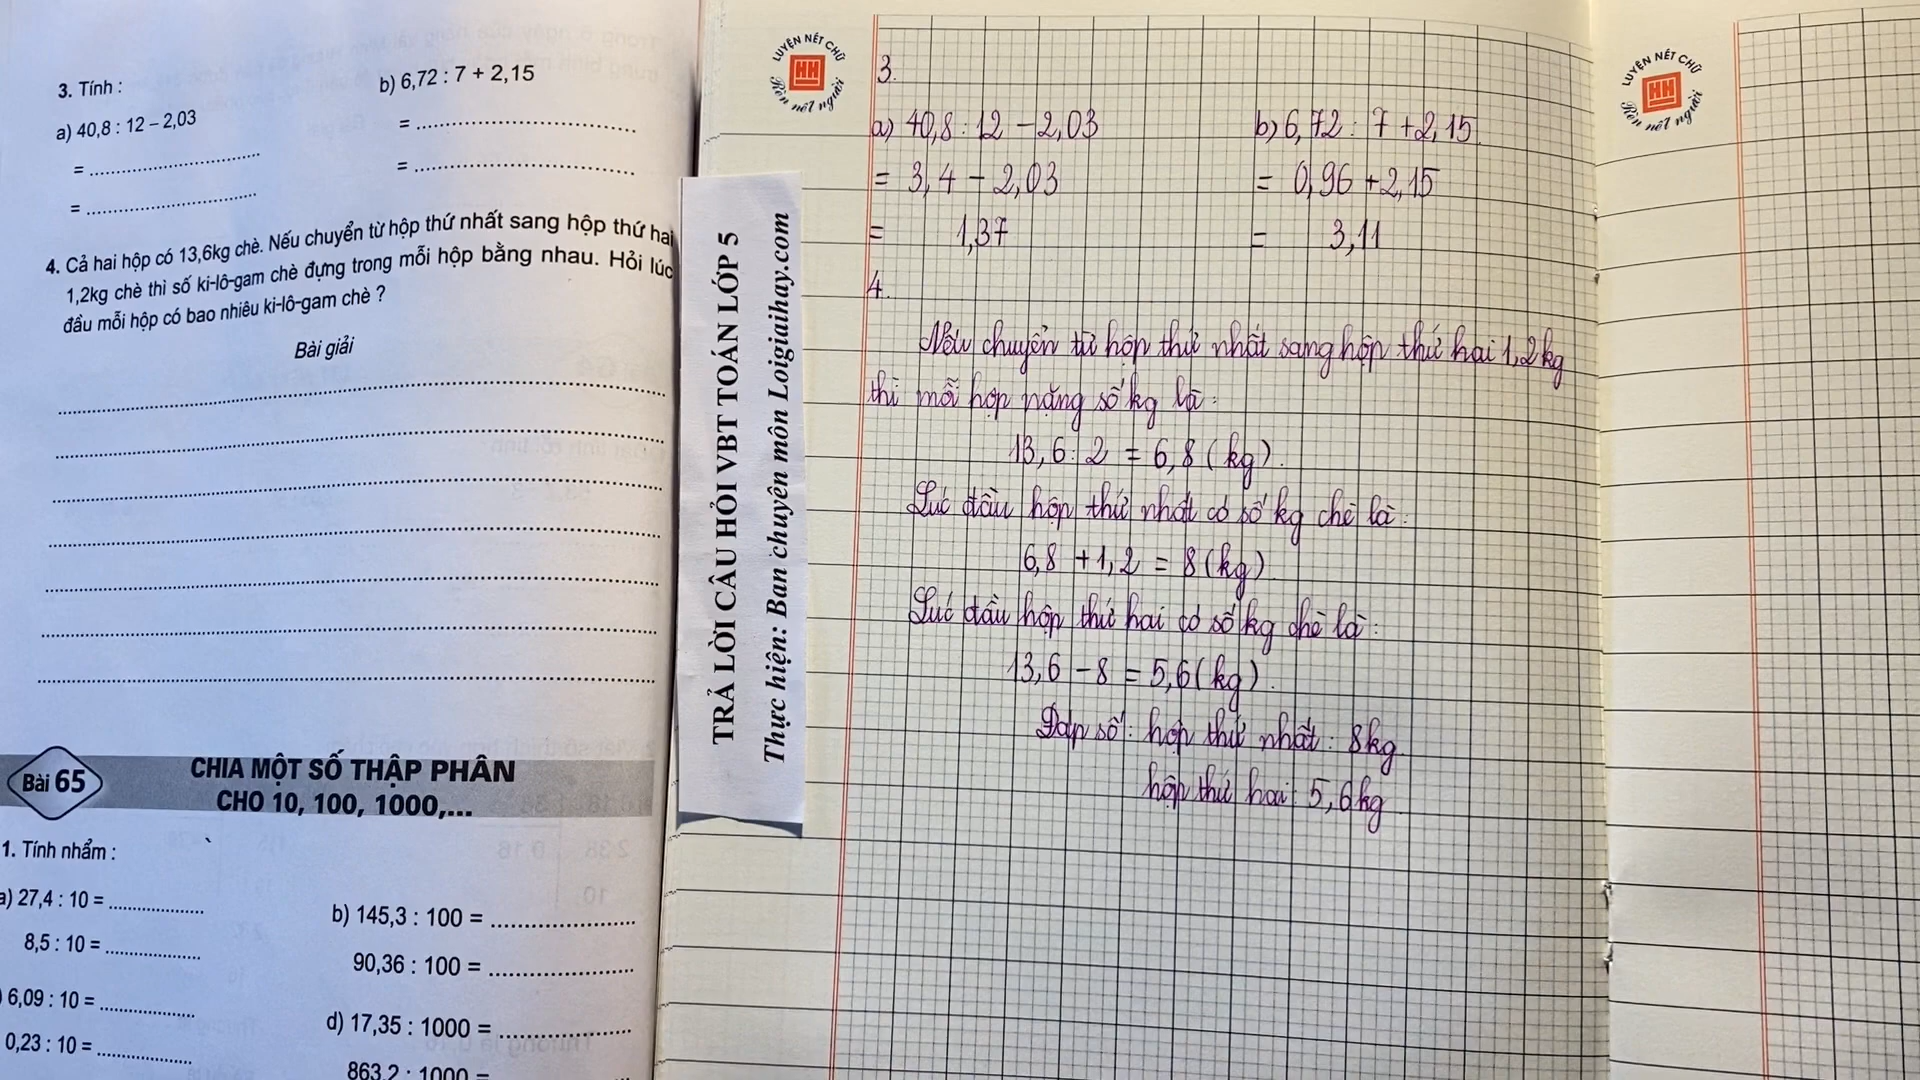 3. Tính :
a) 40,8 : 12 – 2,03
= ........................
= ........................
b) 6,72 : 7 + 2,15
= ........................
= ........................
4. Cả hai hộp có 13,6kg chè. Nếu chuyển từ hộp thứ nhất sang hộp thứ hai
1,2kg chè thì số ki-lô-gam chè đựng trong mỗi hộp bằng nhau. Hỏi lúc
đầu mỗi hộp có bao nhiêu ki-lô-gam chè ?
Bài giải
Bài 65
CHIA MỘT SỐ THẬP PHÂN
CHO 10, 100, 1000,...
1. Tính nhẩm :
a) 27,4 : 10 = ................
8,5 : 10 = ................
) 6,09 : 10 = ................
0,23 : 10 = ................
b) 145,3 : 100 = ................
90,36 : 100 = ................
d) 17,35 : 1000 = ................
863,2 : 1000 =
TRẢ LỜI CÂU HỎI VBT TOÁN LỚP 5
Thực hiện: Ban chuyên môn Loigiaihay.com
LUYỆN NÉT CHỮ
HH
Rèn nết người
3.
a) 40,8 : 12 – 2,03
= 3,4 – 2,03
= 1,37
b) 6,72 : 7 + 2,15
= 0,96 + 2,15
= 3,11
4.
Nếu chuyển từ hộp thứ nhất sang hộp thứ hai 1,2kg
thì mỗi hộp nặng số kg là:
13,6 : 2 = 6,8 (kg).
Lúc đầu hộp thứ nhất có số kg chè là:
6,8 + 1,2 = 8 (kg)
Lúc đầu hộp thứ hai có số kg chè là:
13,6 – 8 = 5,6 (kg).
Đáp số: hộp thứ nhất: 8kg
hộp thứ hai: 5,6kg
LUYỆN NÉT CHỮ
HH
Rèn nết người